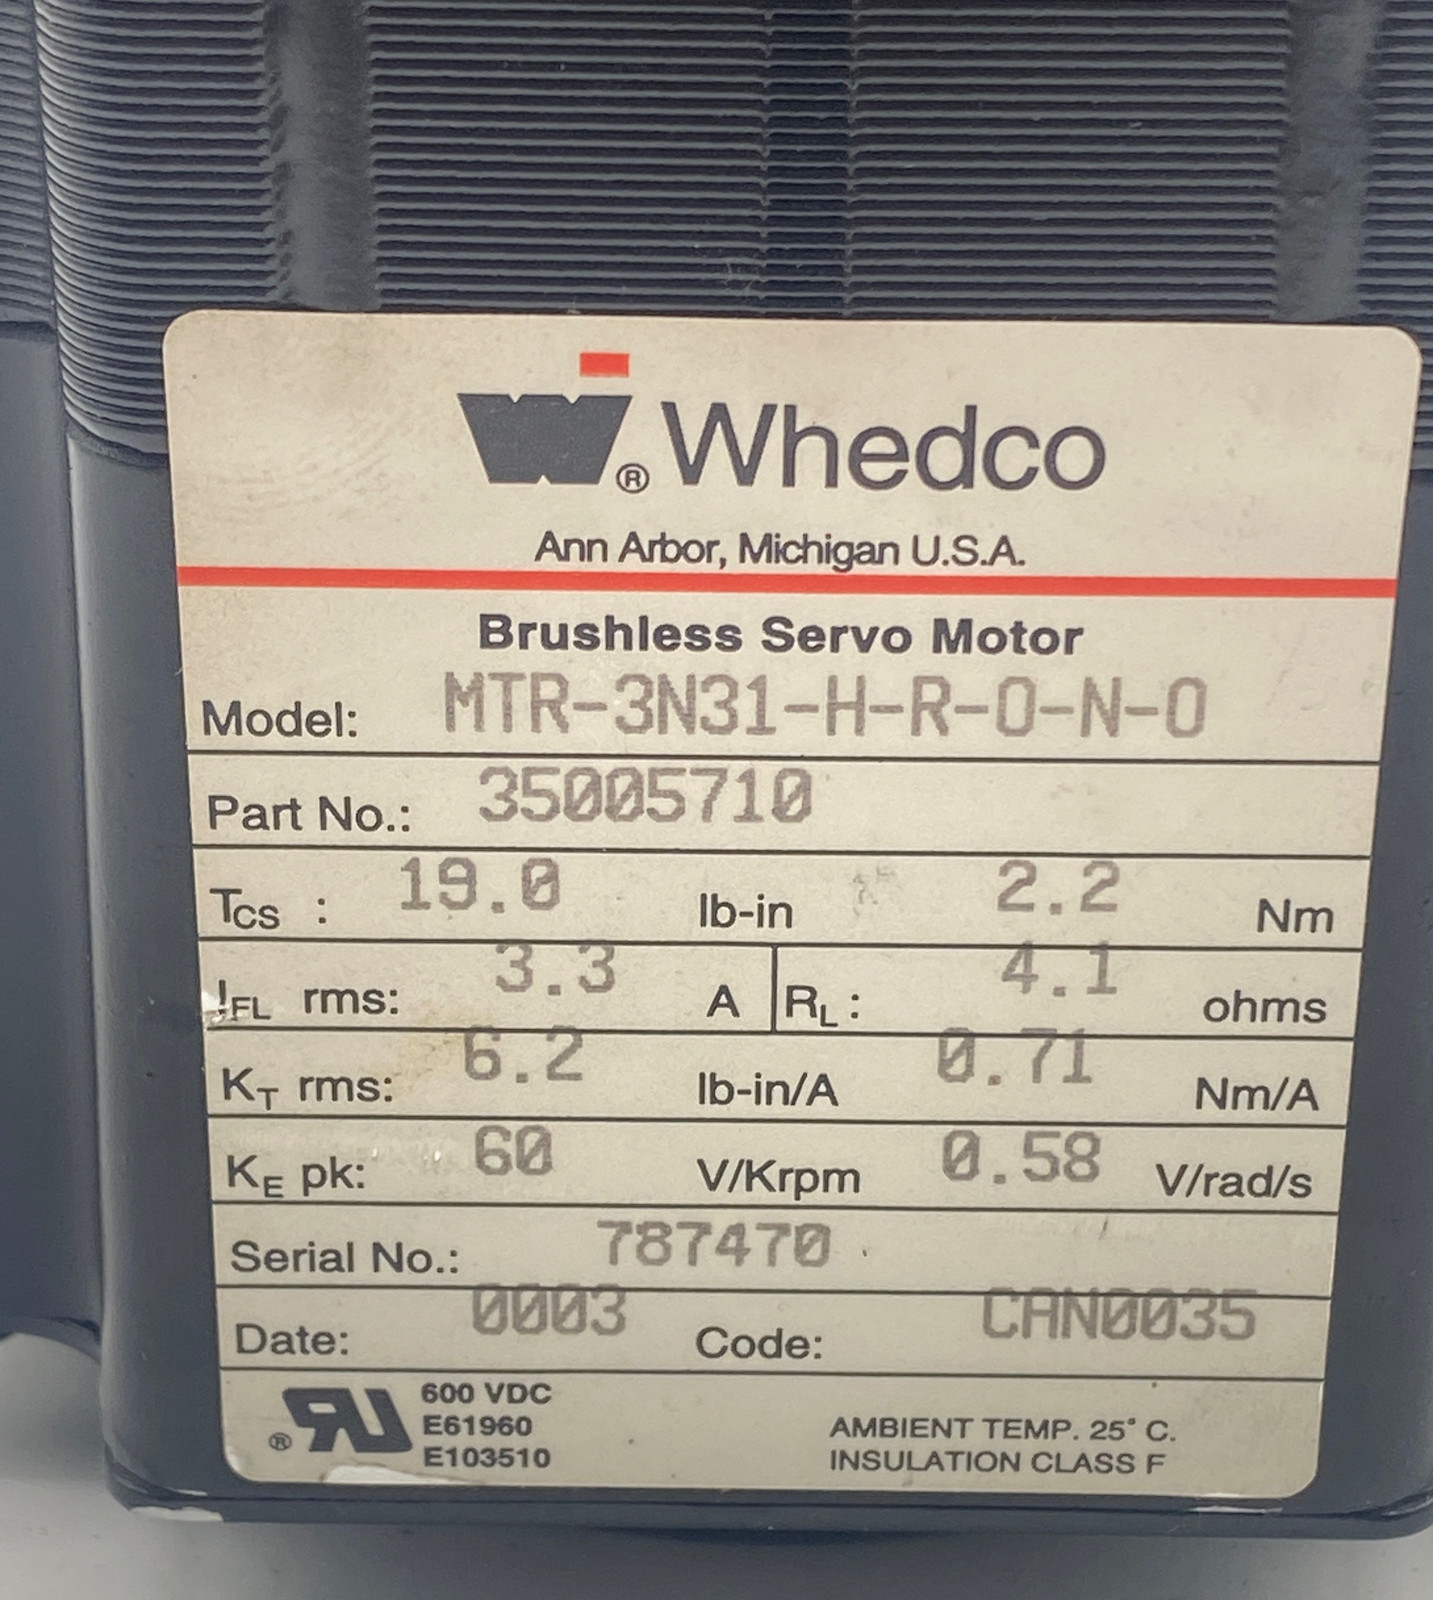 ® Whedco
Ann Arbor, Michigan U.S.A.
Brushless Servo Motor
Model: MTR-3N31-H-R-0-N-0
Part No.: 35005710
TCS : 19.0 lb-in 2.2 Nm
IFL rms: 3.3 A RL : 4.1 ohms
KT rms: 6.2 lb-in/A 0.71 Nm/A
KE pk: 60 V/Krpm 0.58 V/rad/s
Serial No.: 787470
Date: 0003 Code: CAN0035
600 VDC
E61960
® E103510
AMBIENT TEMP. 25° C.
INSULATION CLASS F